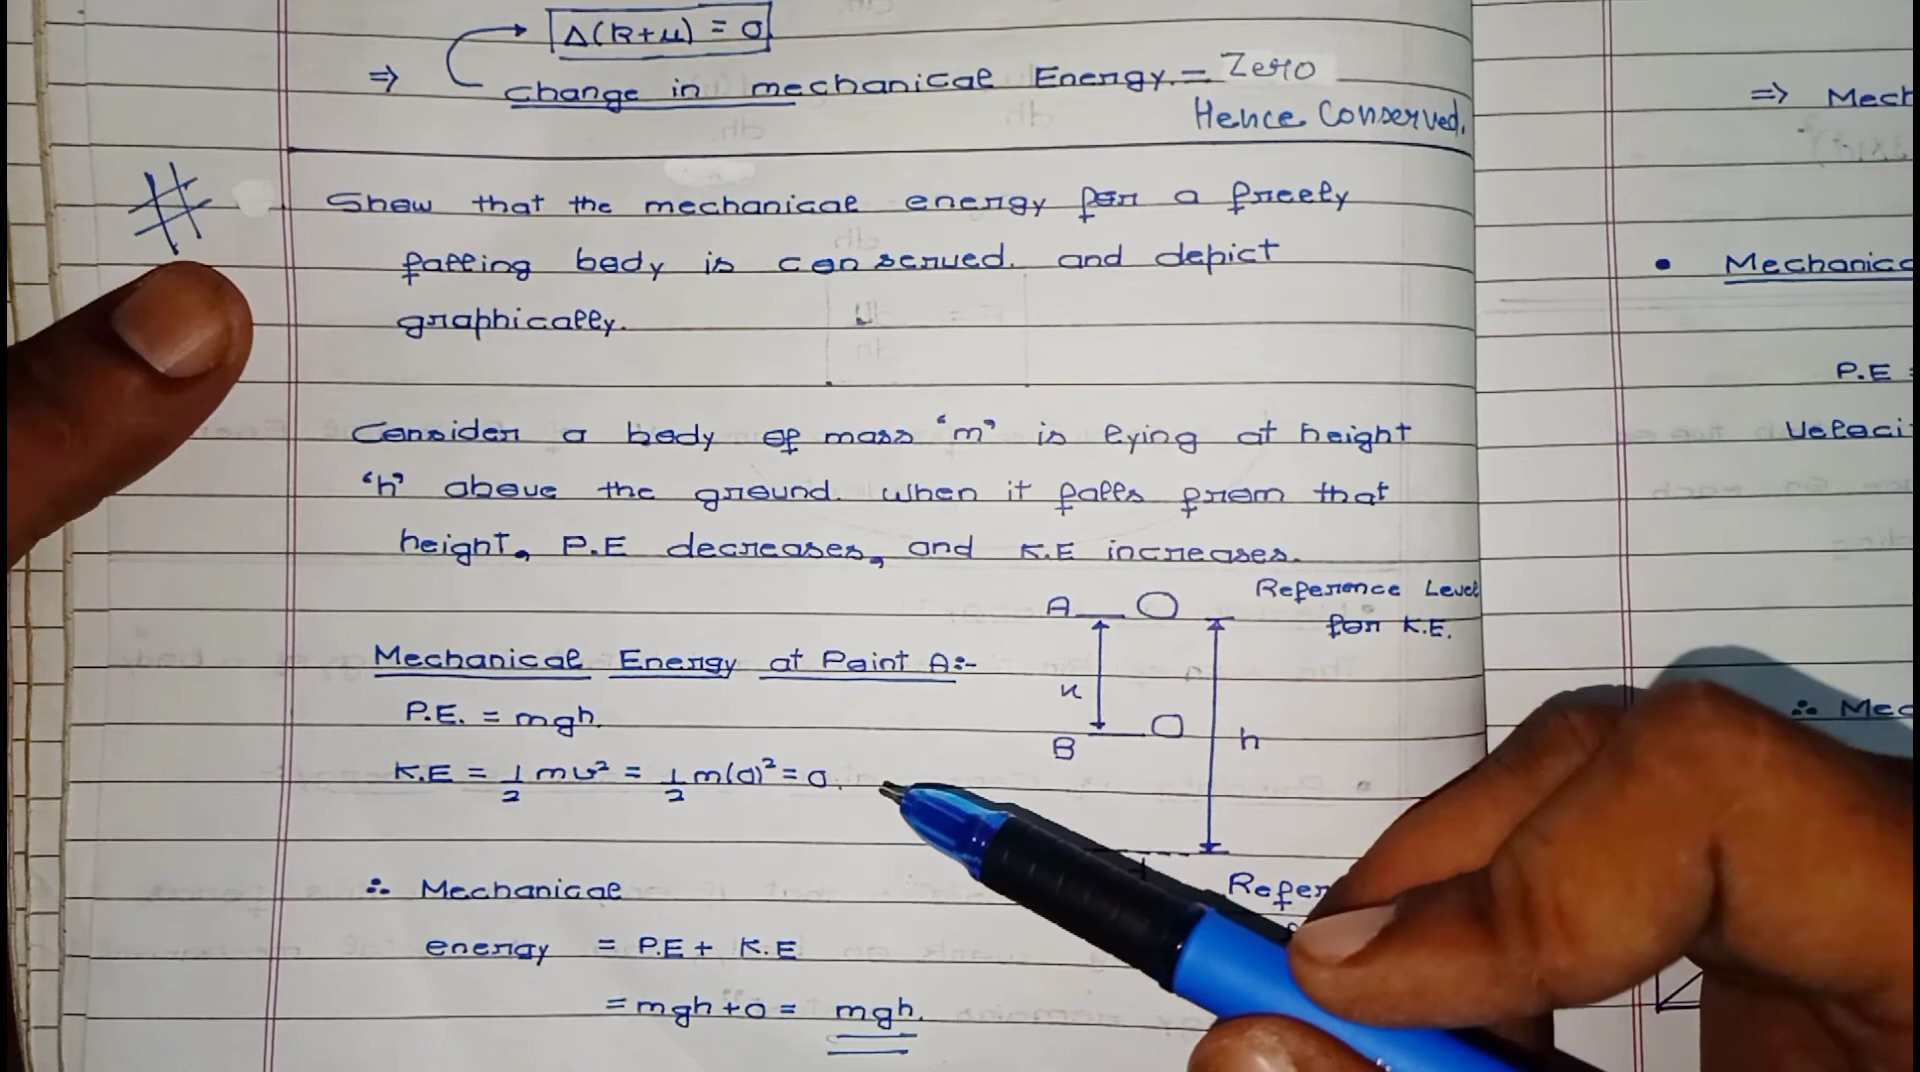 Δ(k+u) = 0
⇒ change in mechanical Energy = Zero
Hence Conserved.
Show that the mechanical energy for a freely
falling body is conserved. and depict
graphically.
Consider a body of mass ‘m’ is lying at height
‘h’ above the ground. when it falls from that
height, P.E decreases, and K.E increases.
A
Reference Level
for K.E.
Mechanical Energy at Point A:-
x
P.E. = mgh.
B
h
K.E = 1/2 mv² = 1/2 m(0)² = 0.
∴ Mechanical
energy = P.E + K.E
= mgh + 0 = mgh.
Refer
⇒ Mech
• Mechanica
P.E =
Veloci
∴ Mec